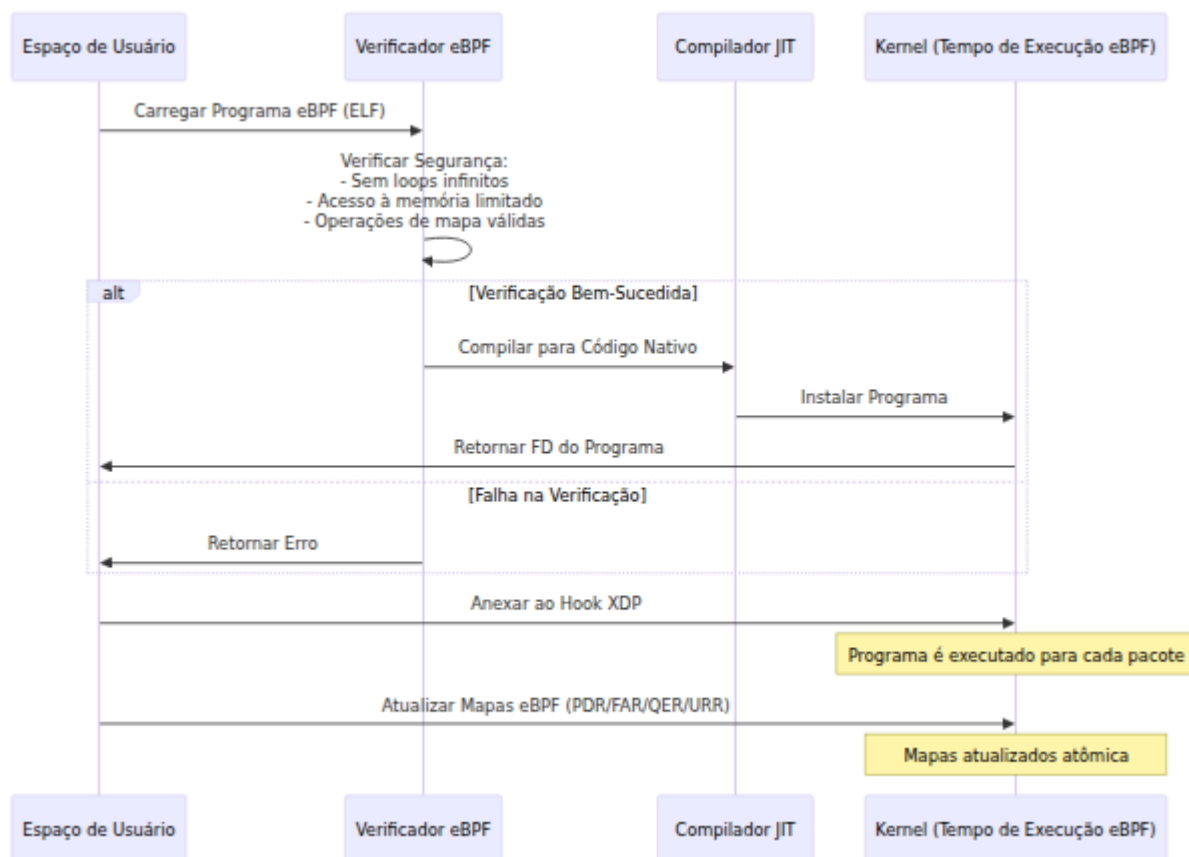 Espaço de Usuário
Verificador eBPF
Compilador JIT
Kernel (Tempo de Execução eBPF)
Carregar Programa eBPF (ELF)
Verificar Segurança:
- Sem loops infinitos
- Acesso à memória limitado
- Operações de mapa válidas
alt
[Verificação Bem-Sucedida]
Compilar para Código Nativo
Instalar Programa
Retornar FD do Programa
[Falha na Verificação]
Retornar Erro
Anexar ao Hook XDP
Programa é executado para cada pacote
Atualizar Mapas eBPF (PDR/FAR/QER/URR)
Mapas atualizados atômica
Espaço de Usuário
Verificador eBPF
Compilador JIT
Kernel (Tempo de Execução eBPF)